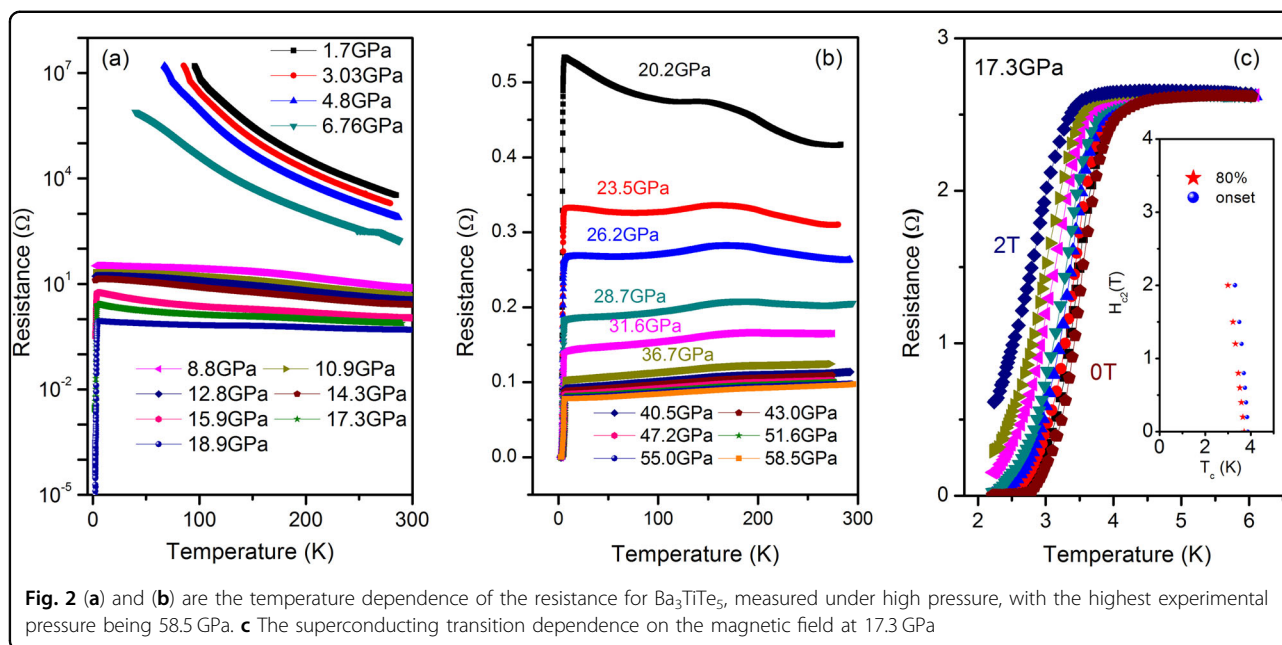 (a)
1.7GPa
3.03GPa
4.8GPa
6.76GPa
8.8GPa 10.9GPa
12.8GPa 14.3GPa
15.9GPa 17.3GPa
18.9GPa
10⁷
10⁴
10¹
10⁻²
10⁻⁵
Resistance (Ω)
0 100 200 300
Temperature (K)
(b)
20.2GPa
23.5GPa
26.2GPa
28.7GPa
31.6GPa
36.7GPa
40.5GPa 43.0GPa
47.2GPa 51.6GPa
55.0GPa 58.5GPa
0.5
0.4
0.3
0.2
0.1
0.0
Resistance (Ω)
0 100 200 300
Temperature (K)
(c)
17.3GPa
2T
0T
3
2
1
0
Resistance (Ω)
2 3 4 5 6
Temperature (K)
80%
onset
4
3
2
1
0
H_c2(T)
0 2 4
T_c (K)
Fig. 2 (a) and (b) are the temperature dependence of the resistance for Ba₃TiTe₅, measured under high pressure, with the highest experimental
pressure being 58.5 GPa. c The superconducting transition dependence on the magnetic field at 17.3 GPa